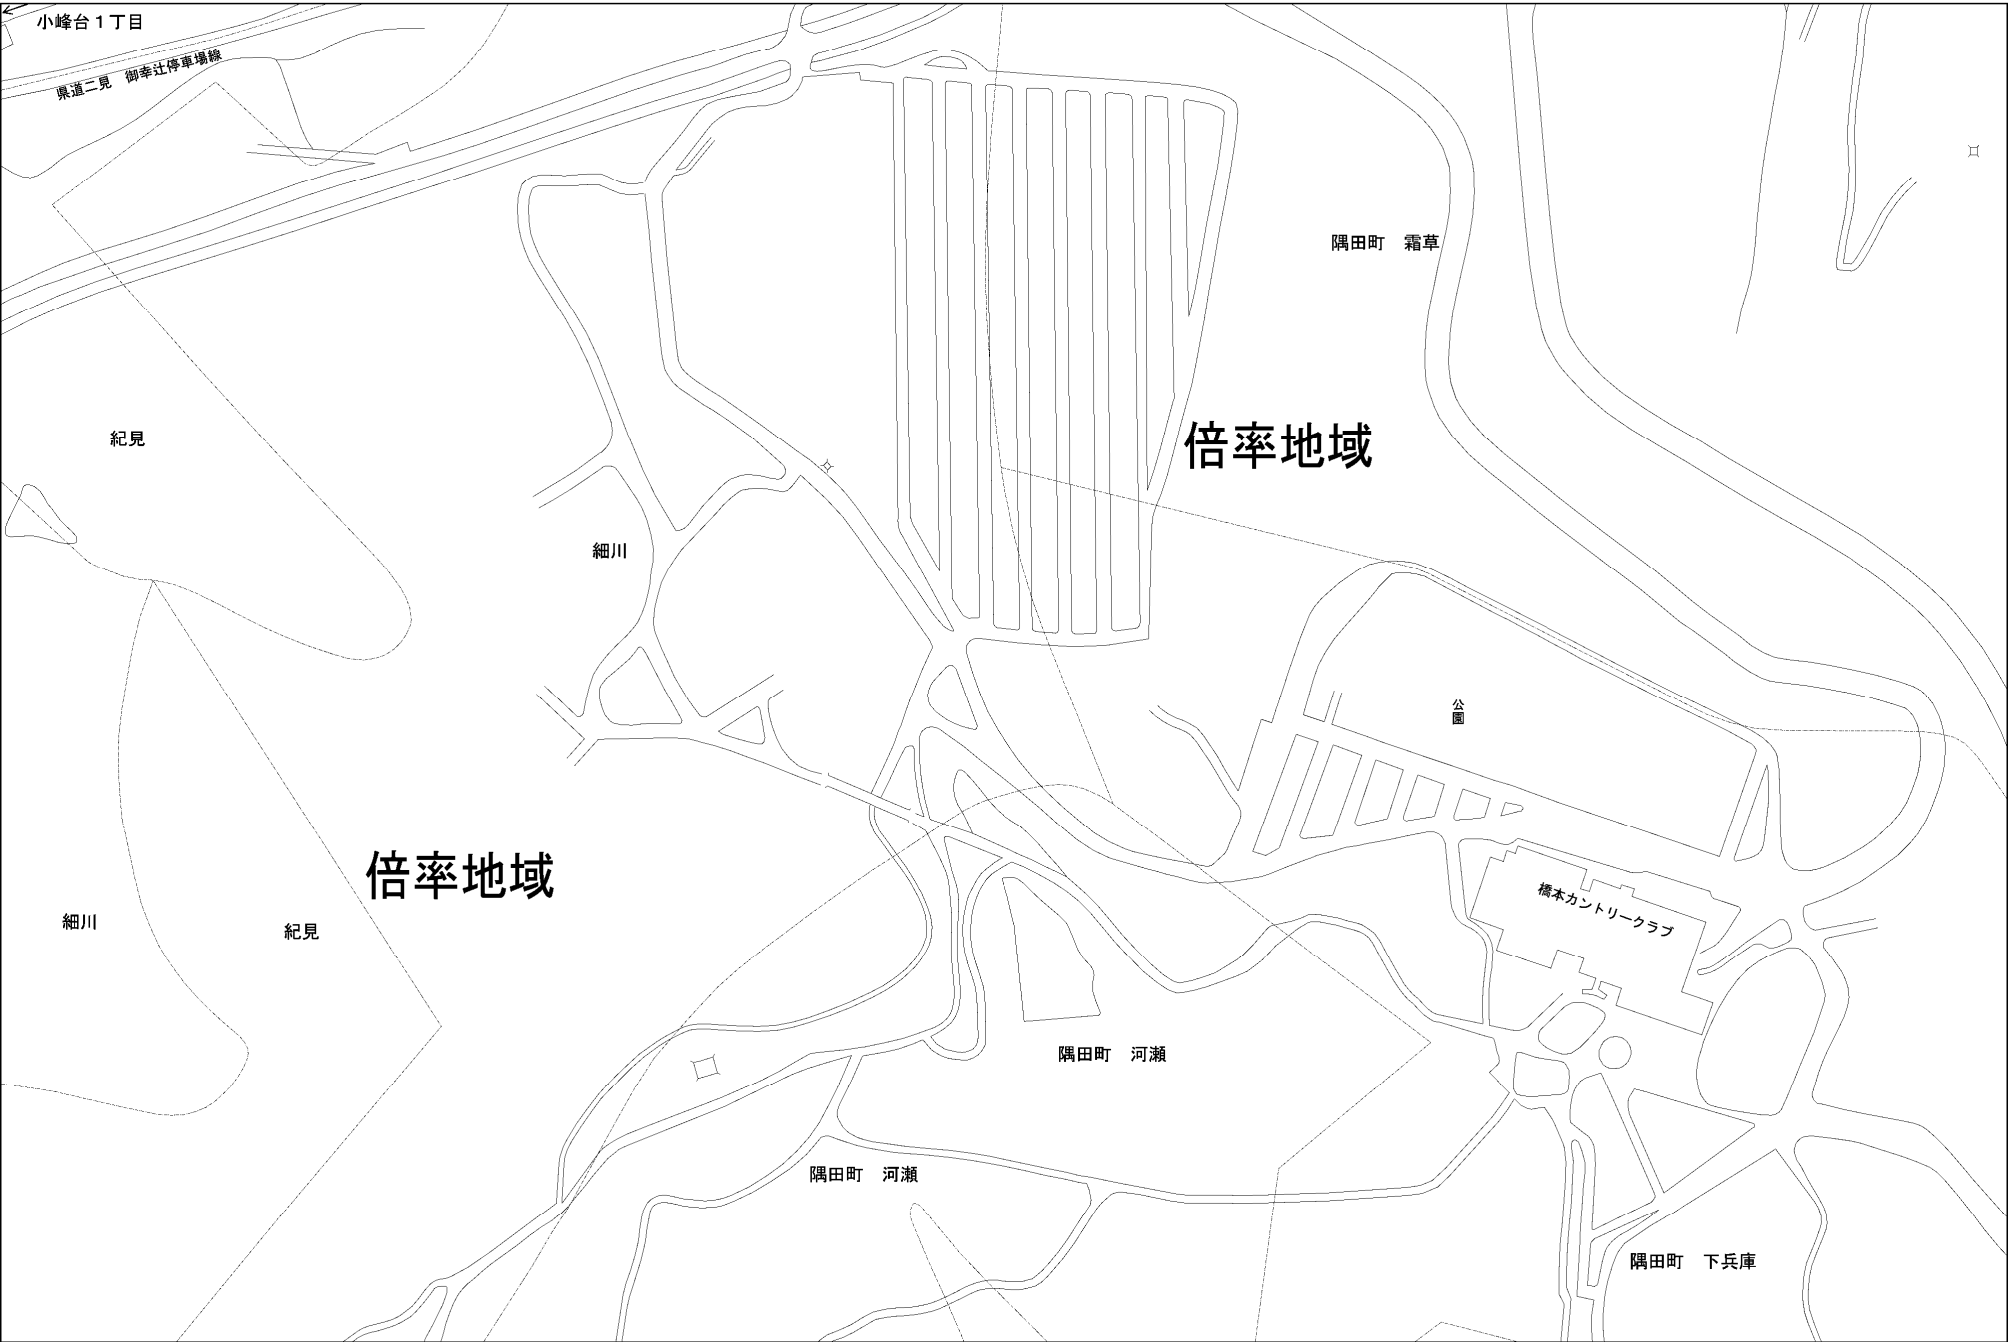 小峰台１丁目
県道二見　御幸辻停車場線
隅田町　霜草
紀見
倍率地域
細川
公園
倍率地域
橋本カントリークラブ
細川
紀見
隅田町　河瀬
隅田町　河瀬
隅田町　下兵庫